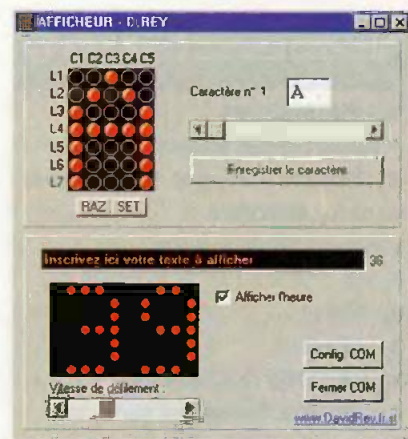 AFFICHEUR - D.REY
C1 C2 C3 C4 C5
L1
L2
L3
L4
L5
L6
L7
Caractère n° 1 A
Enregistrer le caractère
RAZ SET
Inscrivez ici votre texte à afficher 36
Afficher l'heure
Vitesse de défilement :
Config. COM
Fermer COM
www.DavidRey.fr.st